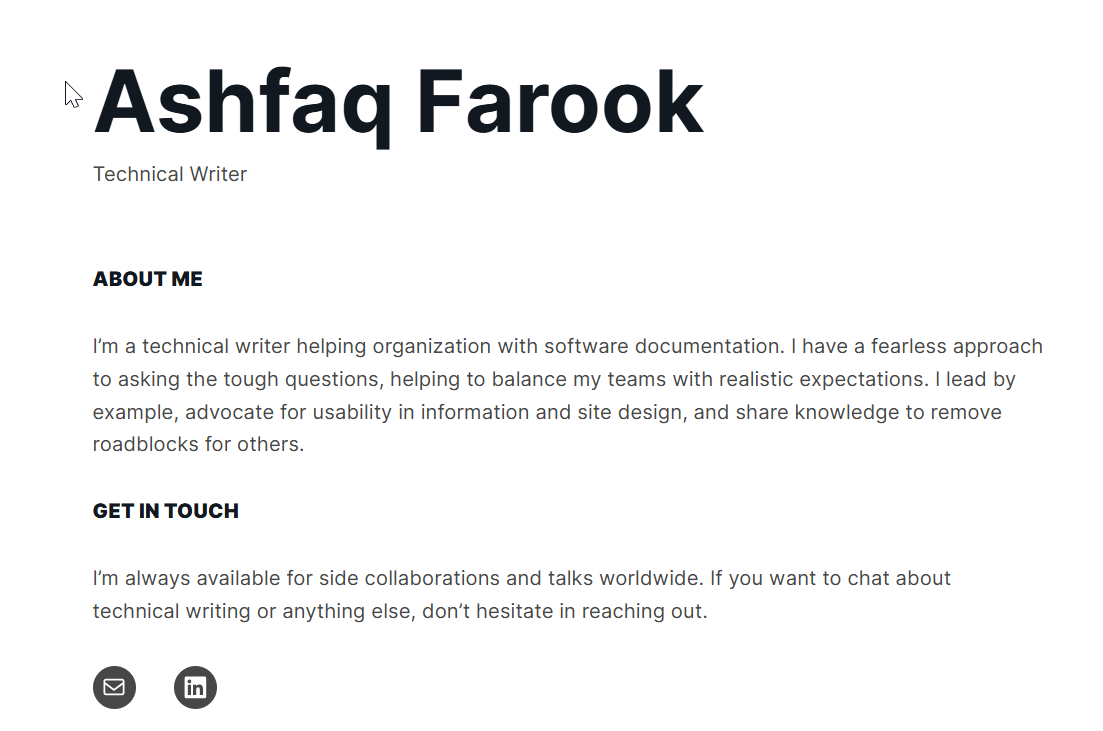 Ashfaq Farook
Technical Writer
ABOUT ME
I’m a technical writer helping organization with software documentation. I have a fearless approach
to asking the tough questions, helping to balance my teams with realistic expectations. I lead by
example, advocate for usability in information and site design, and share knowledge to remove
roadblocks for others.
GET IN TOUCH
I’m always available for side collaborations and talks worldwide. If you want to chat about
technical writing or anything else, don’t hesitate in reaching out.
in